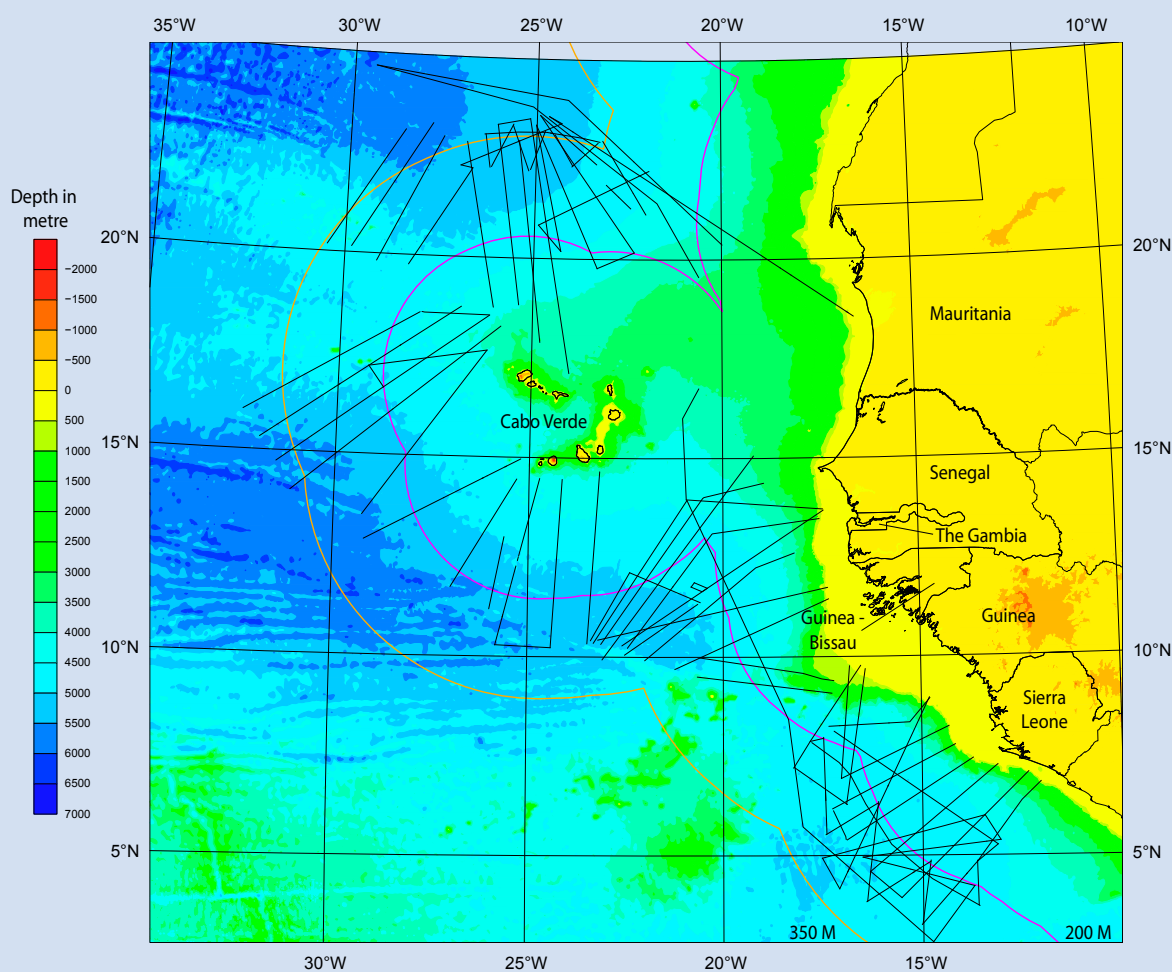 35°W 30°W 25°W 20°W 15°W 10°W
Depth in
metre
−2000
−1500
−1000
−500
0
500
1000
1500
2000
2500
3000
3500
4000
4500
5000
5500
6000
6500
7000
20°N 20°N
Mauritania
Cabo Verde
15°N 15°N
Senegal
The Gambia
Guinea -
Bissau
Guinea
10°N 10°N
Sierra
Leone
5°N 5°N
350 M 200 M
30°W 25°W 20°W 15°W